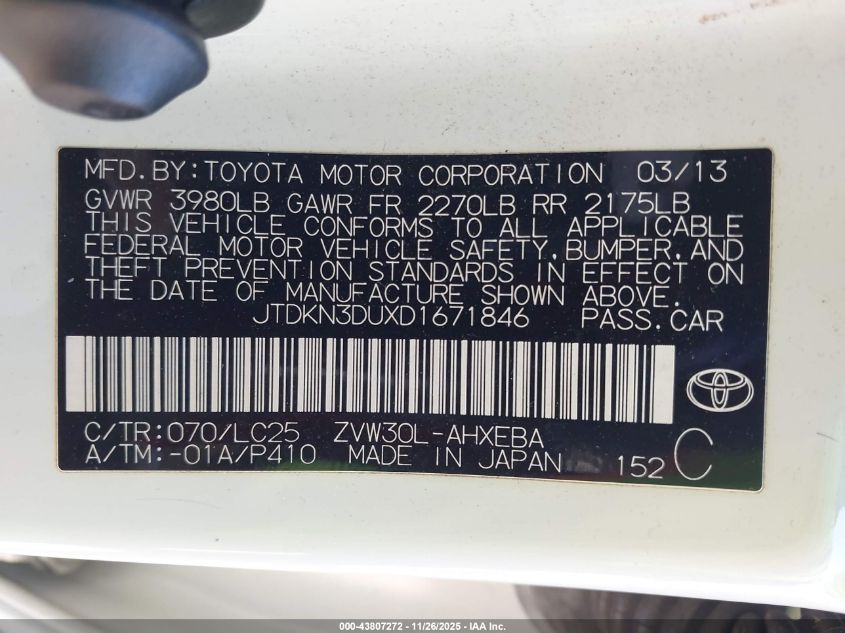 MFD.BY:TOYOTA MOTOR CORPORATION 03/13
GVWR 3980LB GAWR FR 2270LB RR 2175LB
THIS VEHICLE CONFORMS TO ALL APPLICABLE
FEDERAL MOTOR VEHICLE SAFETY,BUMPER,AND
THEFT PREVENTION STANDARDS IN EFFECT ON
THE DATE OF MANUFACTURE SHOWN ABOVE.
JTDKN3DUXD1671846 PASS.CAR
C/TR:070/LC25 ZVW30L-AHXEBA
A/TM:-01A/P410 MADE IN JAPAN 152 C
000-43807272 - 11/26/2025 - IAA Inc.